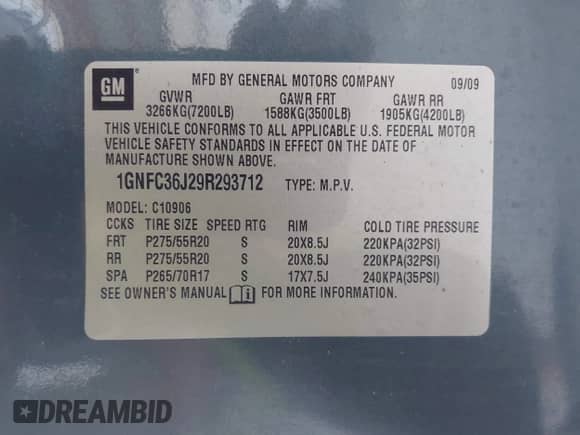 GM ® MFD BY GENERAL MOTORS COMPANY 09/09
GVWR GAWR FRT GAWR RR
3266KG(7200LB) 1588KG(3500LB) 1905KG(4200LB)
THIS VEHICLE CONFORMS TO ALL APPLICABLE U.S. FEDERAL MOTOR
VEHICLE SAFETY STANDARDS IN EFFECT ON THE DATE OF
MANUFACTURE SHOWN ABOVE.
1GNFC36J29R293712 TYPE: M.P.V.
MODEL: C10906
CCKS TIRE SIZE SPEED RTG RIM COLD TIRE PRESSURE
FRT P275/55R20 S 20X8.5J 220KPA(32PSI)
RR P275/55R20 S 20X8.5J 220KPA(32PSI)
SPA P265/70R17 S 17X7.5J 240KPA(35PSI)
SEE OWNER'S MANUAL FOR MORE INFORMATION.
DREAMBID